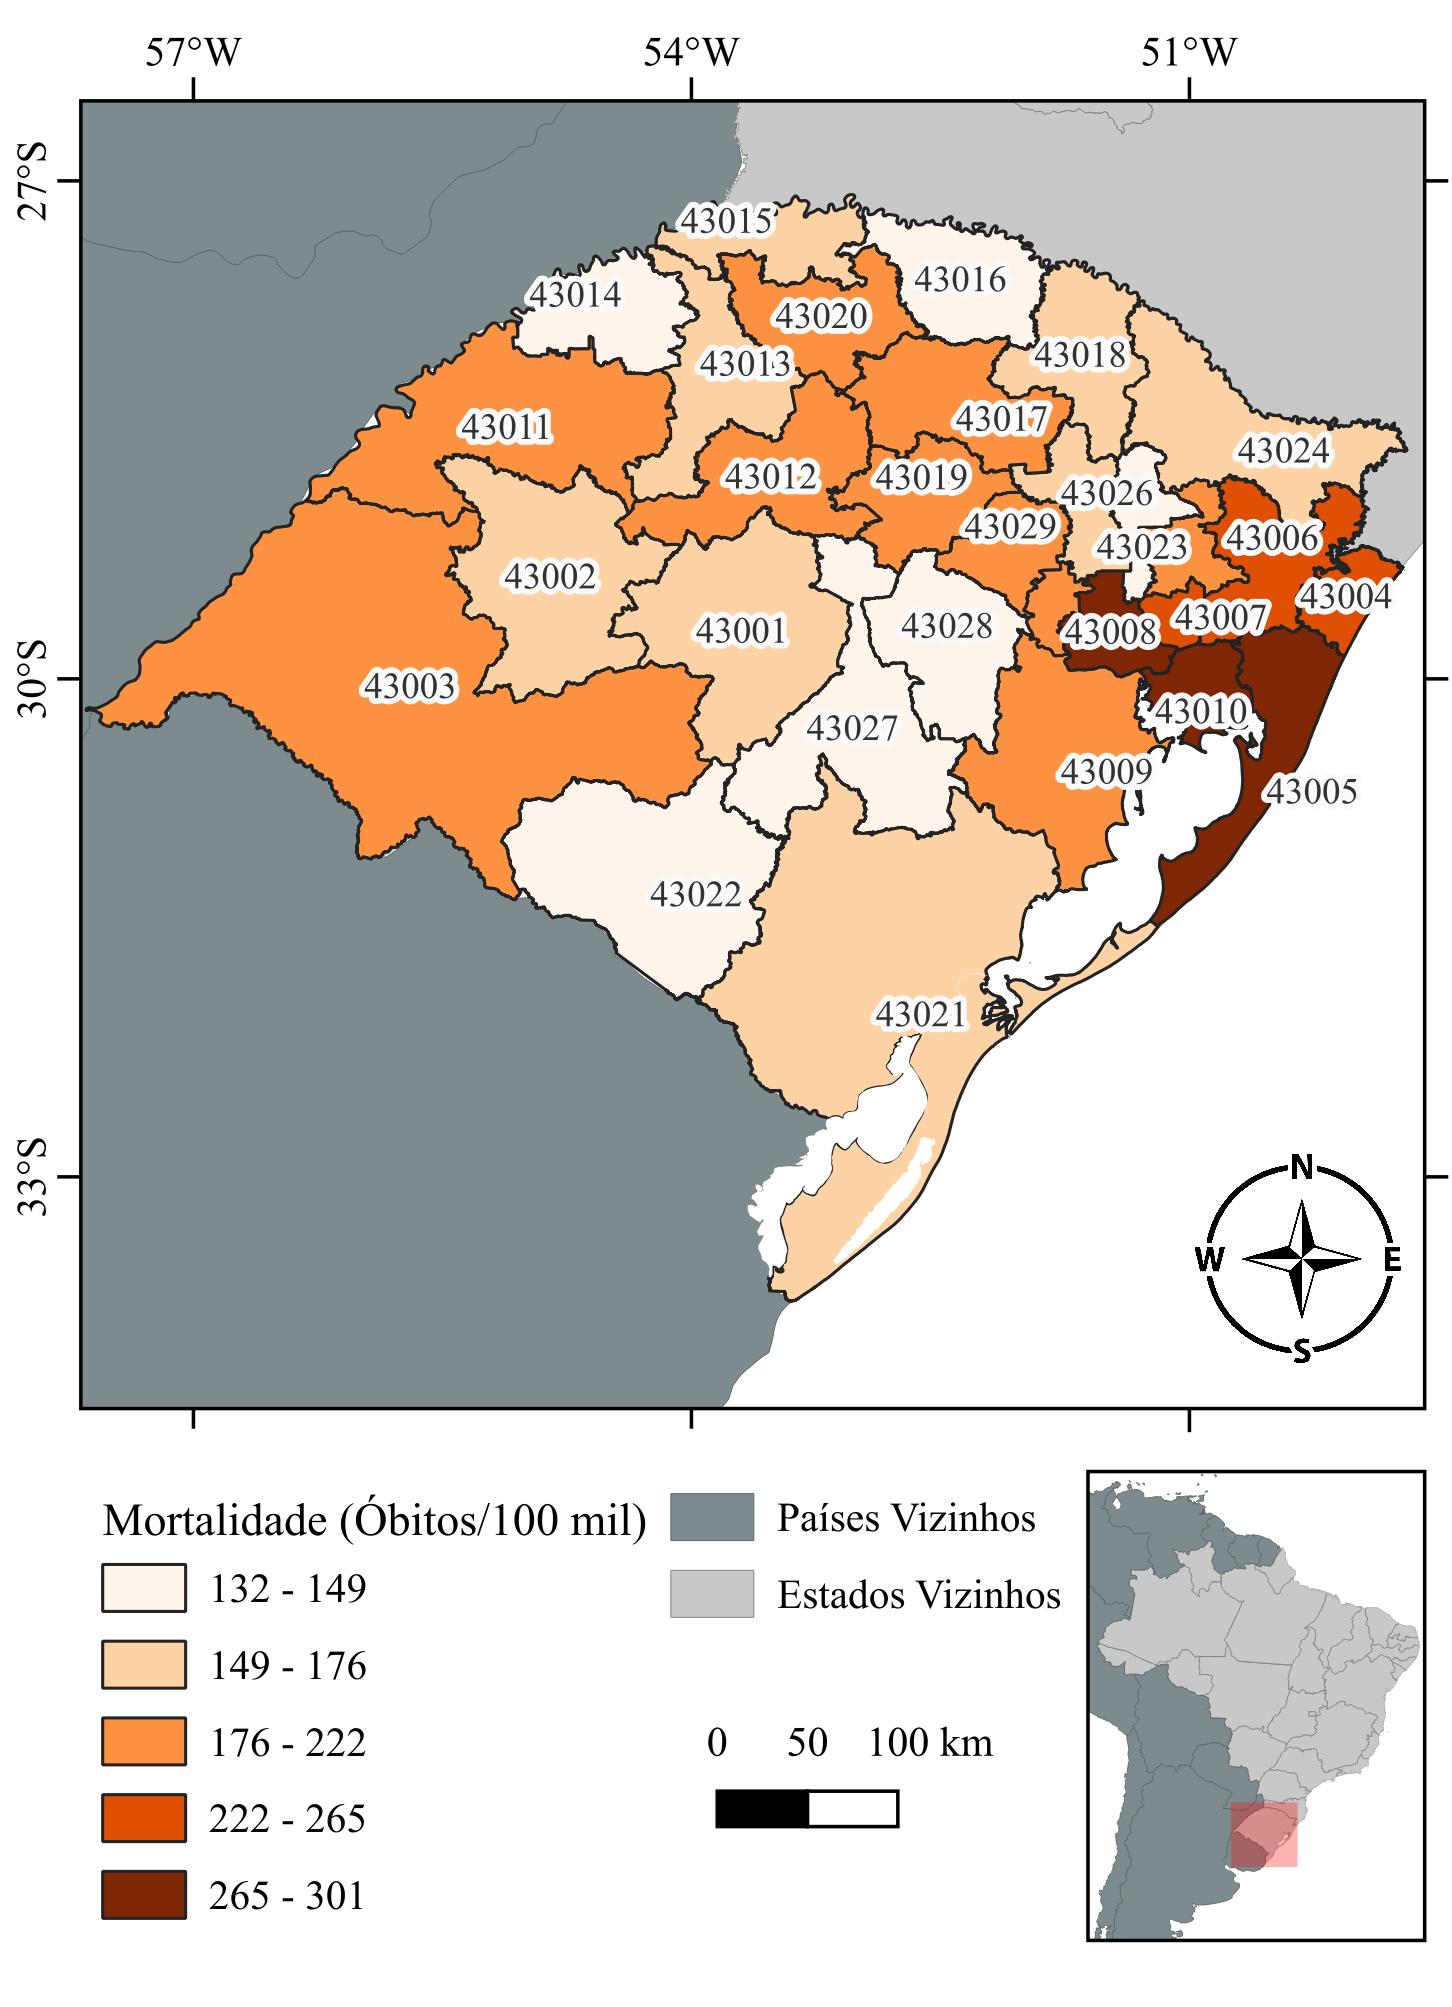 57°W 54°W 51°W
27°S
30°S
33°S
43015
43014
43016
43020
43018
43013
43011
43017
43024
43012
43019
43026
43029
43006
43023
43002
43004
43007
43001
43028
43008
43003
43010
43027
43009
43005
43022
43021
N
W E
S
Mortalidade (Óbitos/100 mil)
132 - 149
149 - 176
176 - 222
222 - 265
265 - 301
Países Vizinhos
Estados Vizinhos
0 50 100 km